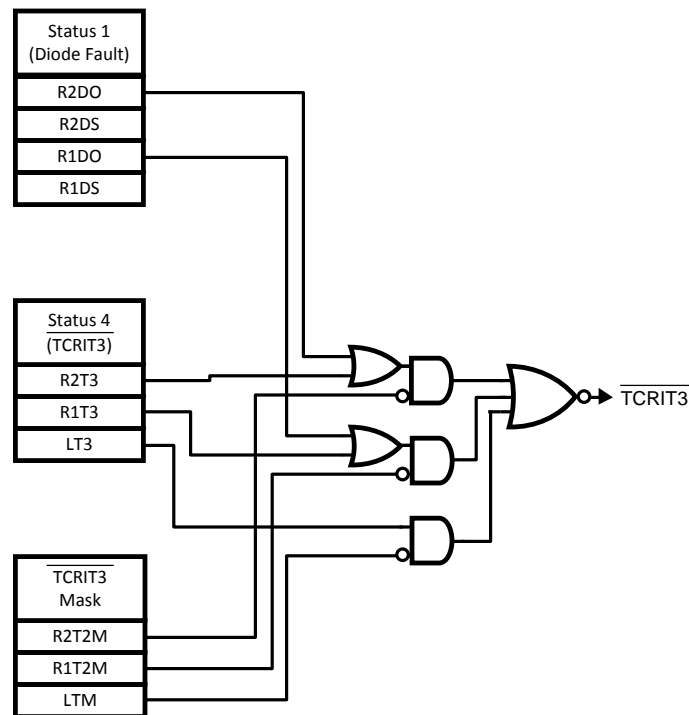 Status 1
(Diode Fault)
R2DO
R2DS
R1DO
R1DS
Status 4
(TCRIT3)
R2T3
R1T3
LT3
TCRIT3
TCRIT3
Mask
R2T2M
R1T2M
LTM